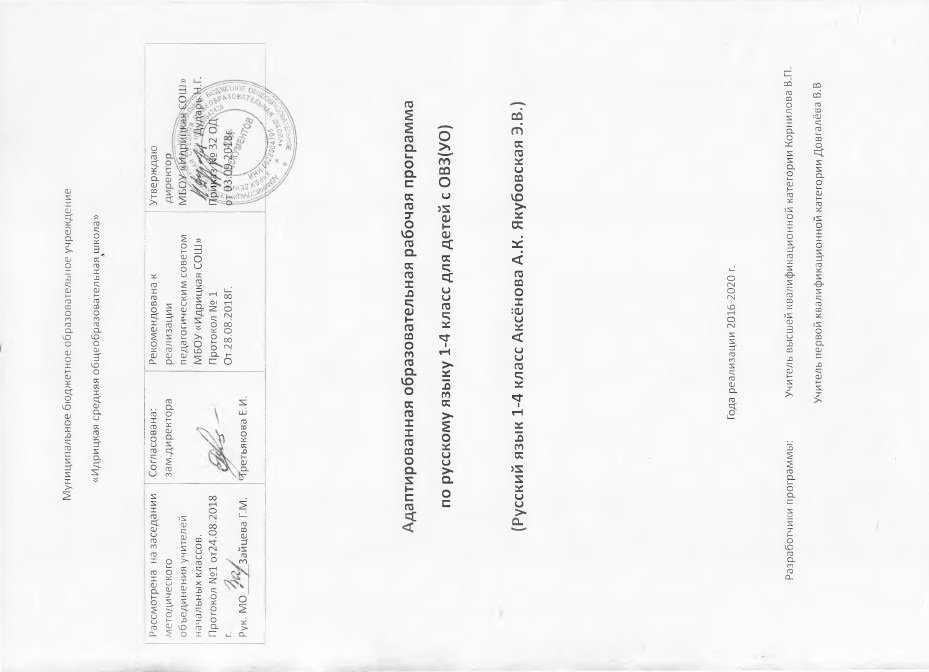 Муниципальное бюджетное образовательное учреждение
«Идрицкая средняя общеобразовательная школа»
Рассмотрена на заседании
методического
объединения учителей
начальных классов.
Протокол №1 от24.08.2018
г.
Рук. МО Зайцева Г.М.
Согласована:
зам.директора
Третьякова Е.И.
Рекомендована к
реализации
педагогическим советом
МБОУ «Идрицкая СОШ»
Протокол № 1
От 28.08.2018Г.
Утверждаю
директор
МБОУ «Идрицкая СОШ»
Дударь Н.Г.
Приказ № 32 ОД
от 03.09.2018г.
Адаптированная образовательная рабочая программа
по русскому языку 1-4 класс для детей с ОВЗ(УО)
(Русский язык 1-4 класс Аксёнова А.К. Якубовская Э.В.)
Года реализации 2016-2020 г.
Разработчики программы: Учитель высшей квалификационной категории Корнилова В.П.
Учитель первой квалификационной категории Довгалёва В.В